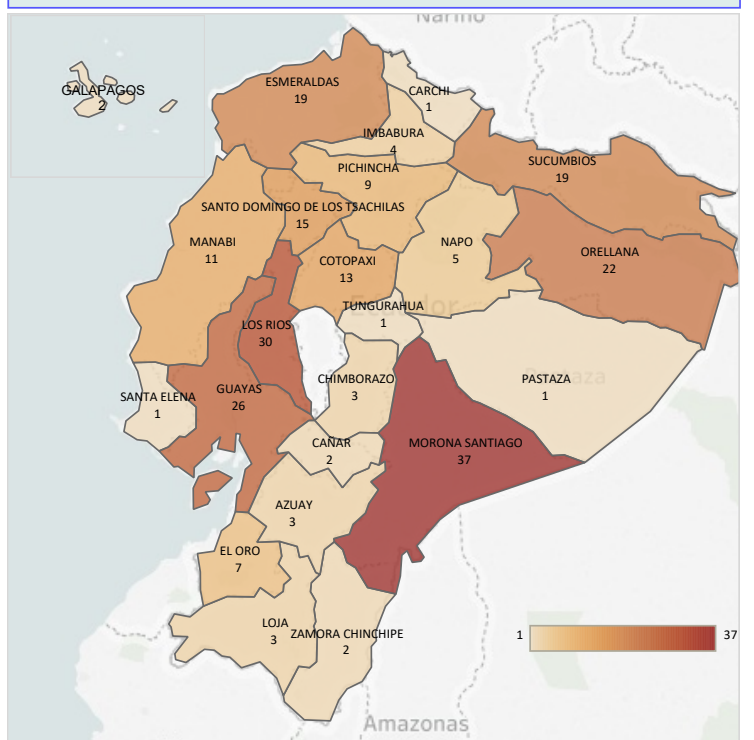 Nariño
GALAPAGOS
2
ESMERALDAS
19
CARCHI
1
IMBABURA
4
SUCUMBIOS
19
PICHINCHA
9
SANTO DOMINGO DE LOS TSACHILAS
15
MANABI
11
NAPO
5
ORELLANA
22
COTOPAXI
13
TUNGURAHUA
1
Ecuador
LOS RIOS
30
CHIMBORAZO
3
PASTAZA
1
Pastaza
SANTA ELENA
1
GUAYAS
26
CAÑAR
2
MORONA SANTIAGO
37
AZUAY
3
EL ORO
7
LOJA
3
ZAMORA CHINCHIPE
2
1
37
Amazonas